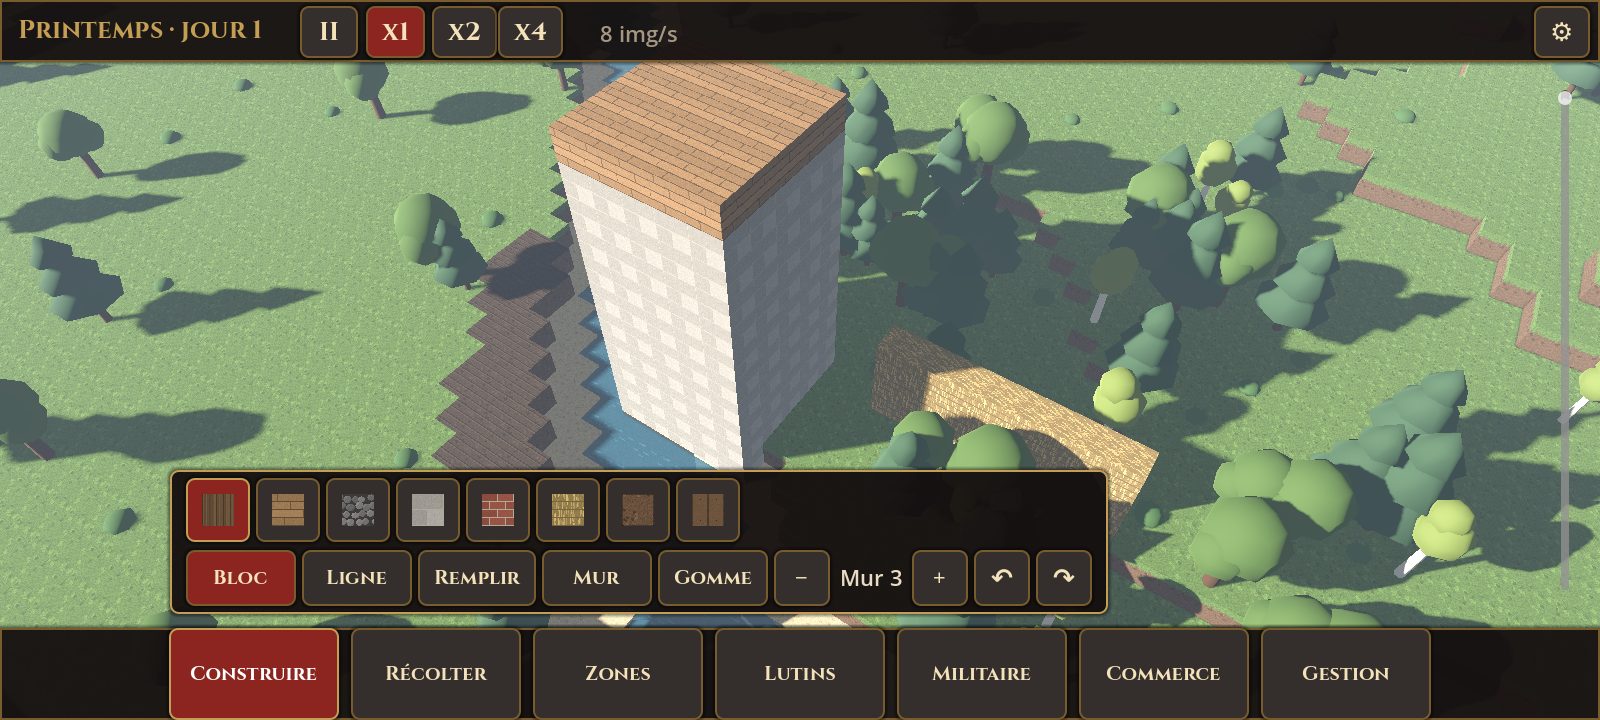 Printemps · Jour 1
II
X1
X2
X4
8 img/s
Bloc
Ligne
Remplir
Mur
Gomme
−
Mur 3
+
Construire
Récolter
Zones
Lutins
Militaire
Commerce
Gestion